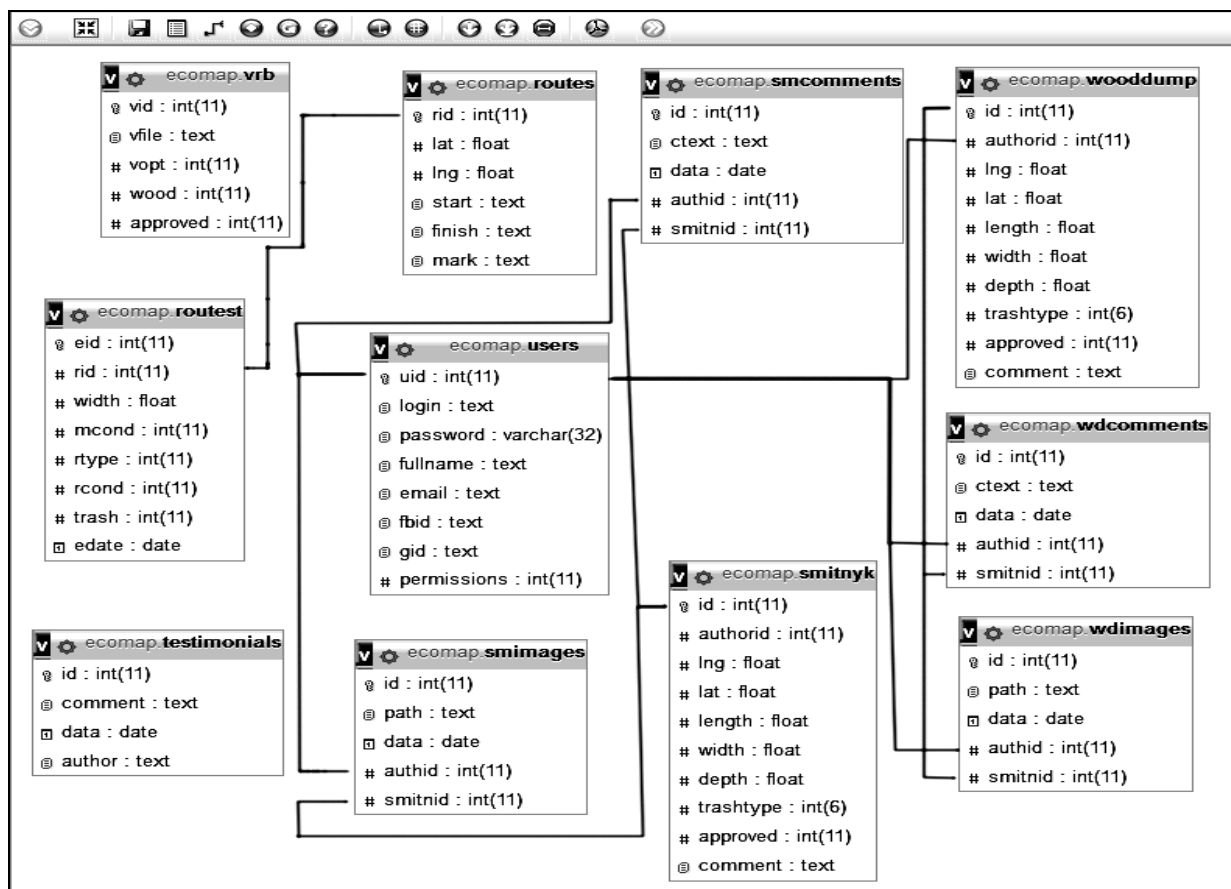 ecomap.vrb
vid : int(11)
vfile : text
vopt : int(11)
wood : int(11)
approved : int(11)
ecomap.routes
rid : int(11)
lat : float
lng : float
start : text
finish : text
mark : text
ecomap.smcomments
id : int(11)
ctext : text
data : date
authid : int(11)
smitnid : int(11)
ecomap.wooddump
id : int(11)
authorid : int(11)
lng : float
lat : float
length : float
width : float
depth : float
trashtype : int(6)
approved : int(11)
comment : text
ecomap.routest
eid : int(11)
rid : int(11)
width : float
mcond : int(11)
rtype : int(11)
rcond : int(11)
trash : int(11)
edate : date
ecomap.users
uid : int(11)
login : text
password : varchar(32)
fullname : text
email : text
fbid : text
gid : text
permissions : int(11)
ecomap.wdcomments
id : int(11)
ctext : text
data : date
authid : int(11)
smitnid : int(11)
ecomap.testimonials
id : int(11)
comment : text
data : date
author : text
ecomap.smimages
id : int(11)
path : text
data : date
authid : int(11)
smitnid : int(11)
ecomap.smitnyk
id : int(11)
authorid : int(11)
lng : float
lat : float
length : float
width : float
depth : float
trashtype : int(6)
approved : int(11)
comment : text
ecomap.wdimages
id : int(11)
path : text
data : date
authid : int(11)
smitnid : int(11)